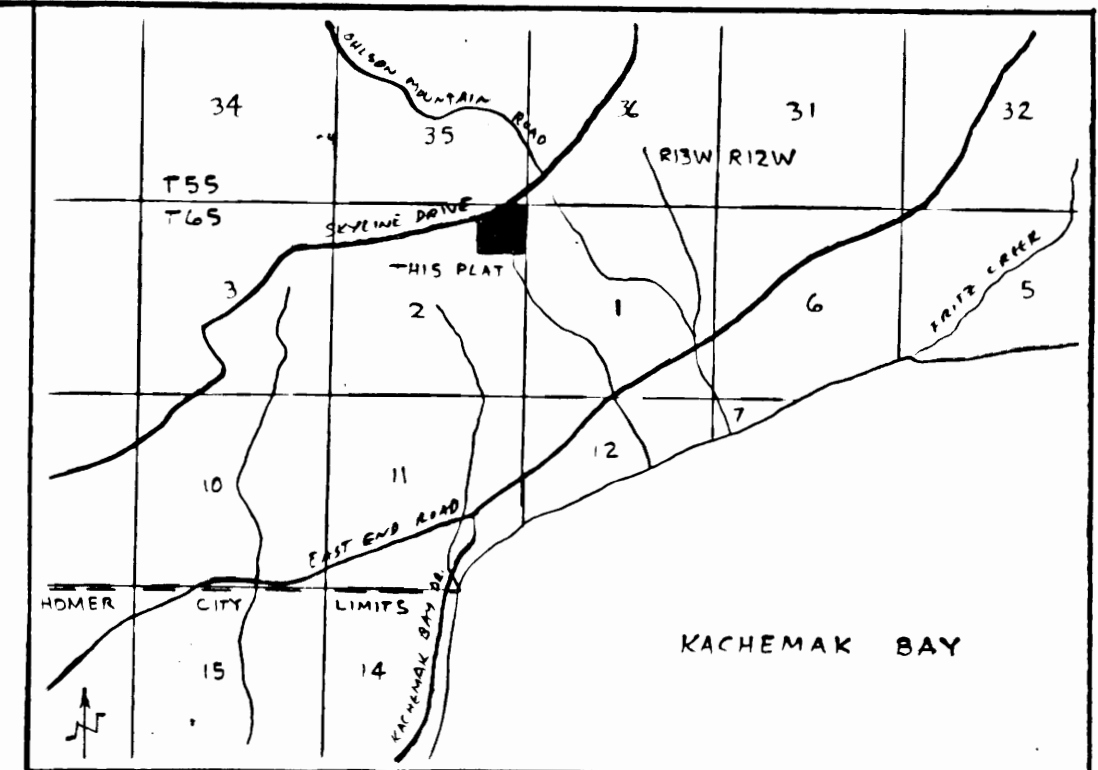 OHLSON MOUNTAIN ROAD
34
35
36
31
32
R13W R12W
T5S
T6S
SKYLINE DRIVE
THIS PLAT
3
2
1
6
FRITZ CREEK
5
7
12
10
11
EAST END ROAD
HOMER CITY LIMITS
KACHEMAK BAY DR.
KACHEMAK BAY
15
14